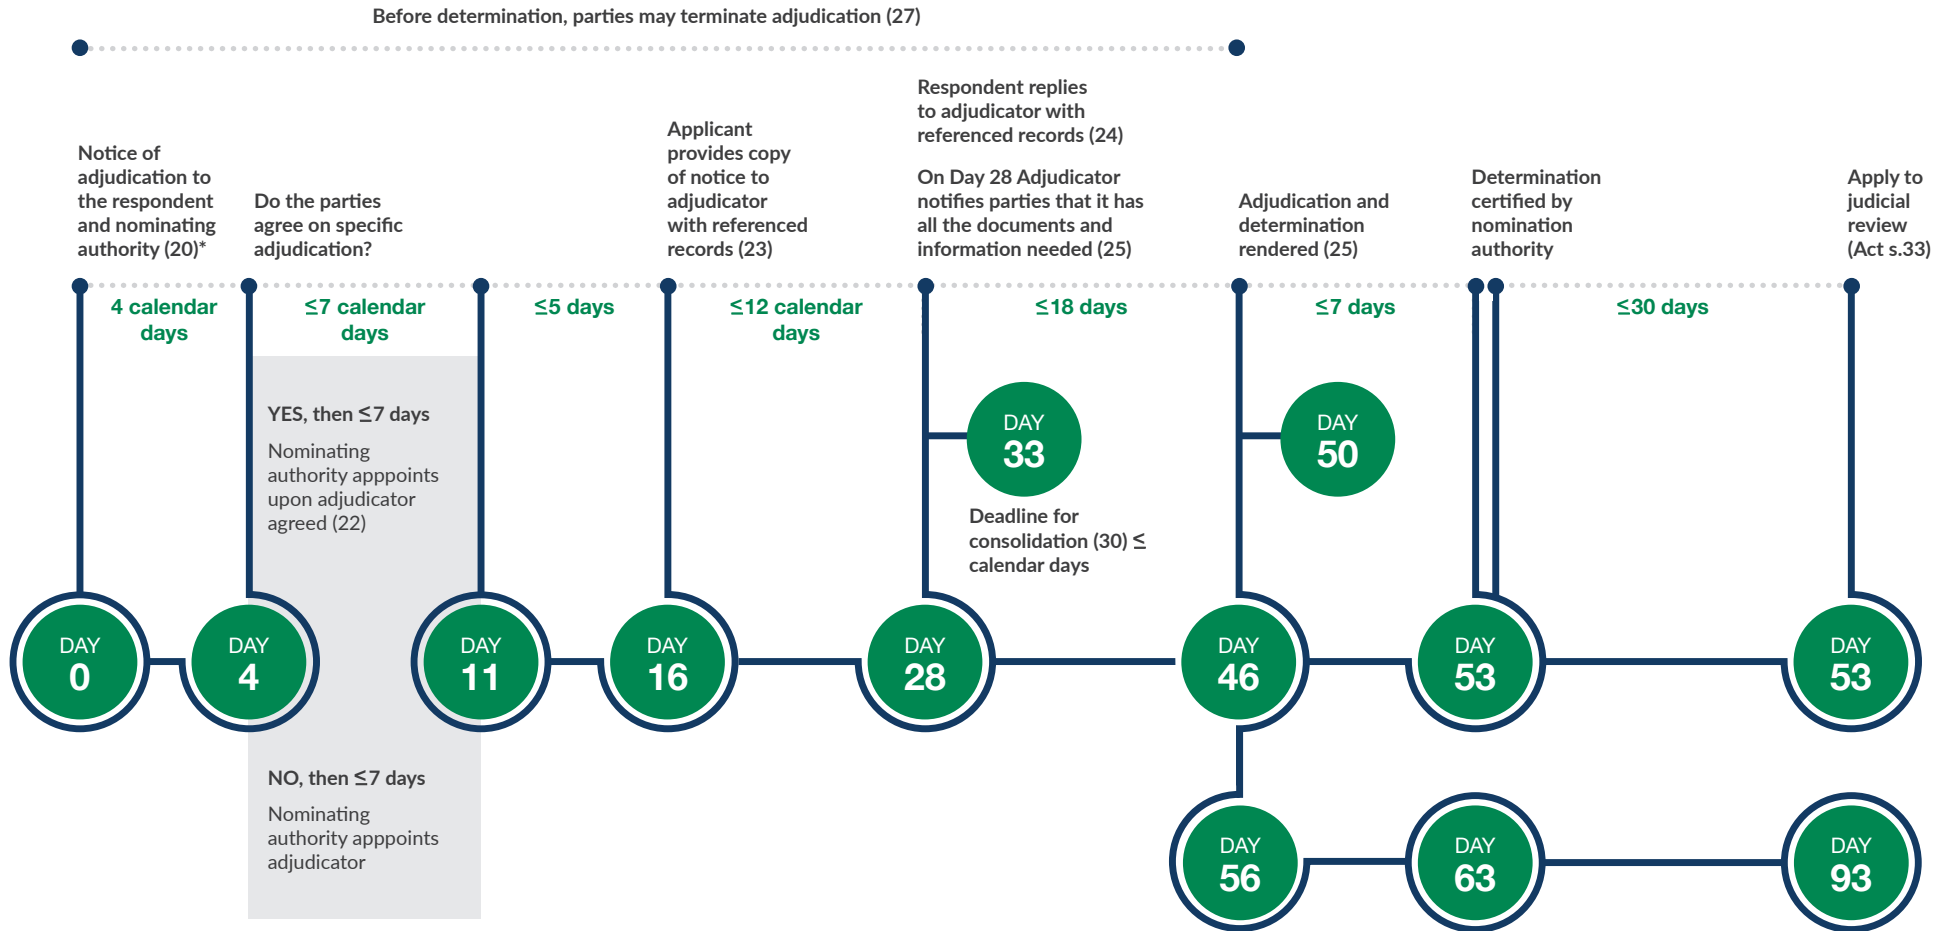 Before determination, parties may terminate adjudication (27)
Notice of
adjudication to
the respondent
and nominating
authority (20)*
Do the parties
agree on specific
adjudication?
Applicant
provides copy
of notice to
adjudicator
with referenced
records (23)
Respondent replies
to adjudicator with
referenced records (24)
On Day 28 Adjudicator
notifies parties that it has
all the documents and
information needed (25)
Adjudication and
determination
rendered (25)
Determination
certified by
nomination
authority
Apply to
judicial
review
(Act s.33)
4 calendar
days
≤7 calendar
days
≤5 days
≤12 calendar
days
≤18 days
≤7 days
≤30 days
YES, then ≤7 days
Nominating
authority apppoints
upon adjudicator
agreed (22)
DAY
33
Deadline for
consolidation (30) ≤
calendar days
DAY
50
DAY
0
DAY
4
DAY
11
DAY
16
DAY
28
DAY
46
DAY
53
DAY
53
NO, then ≤7 days
Nominating
authority apppoints
adjudicator
DAY
56
DAY
63
DAY
93